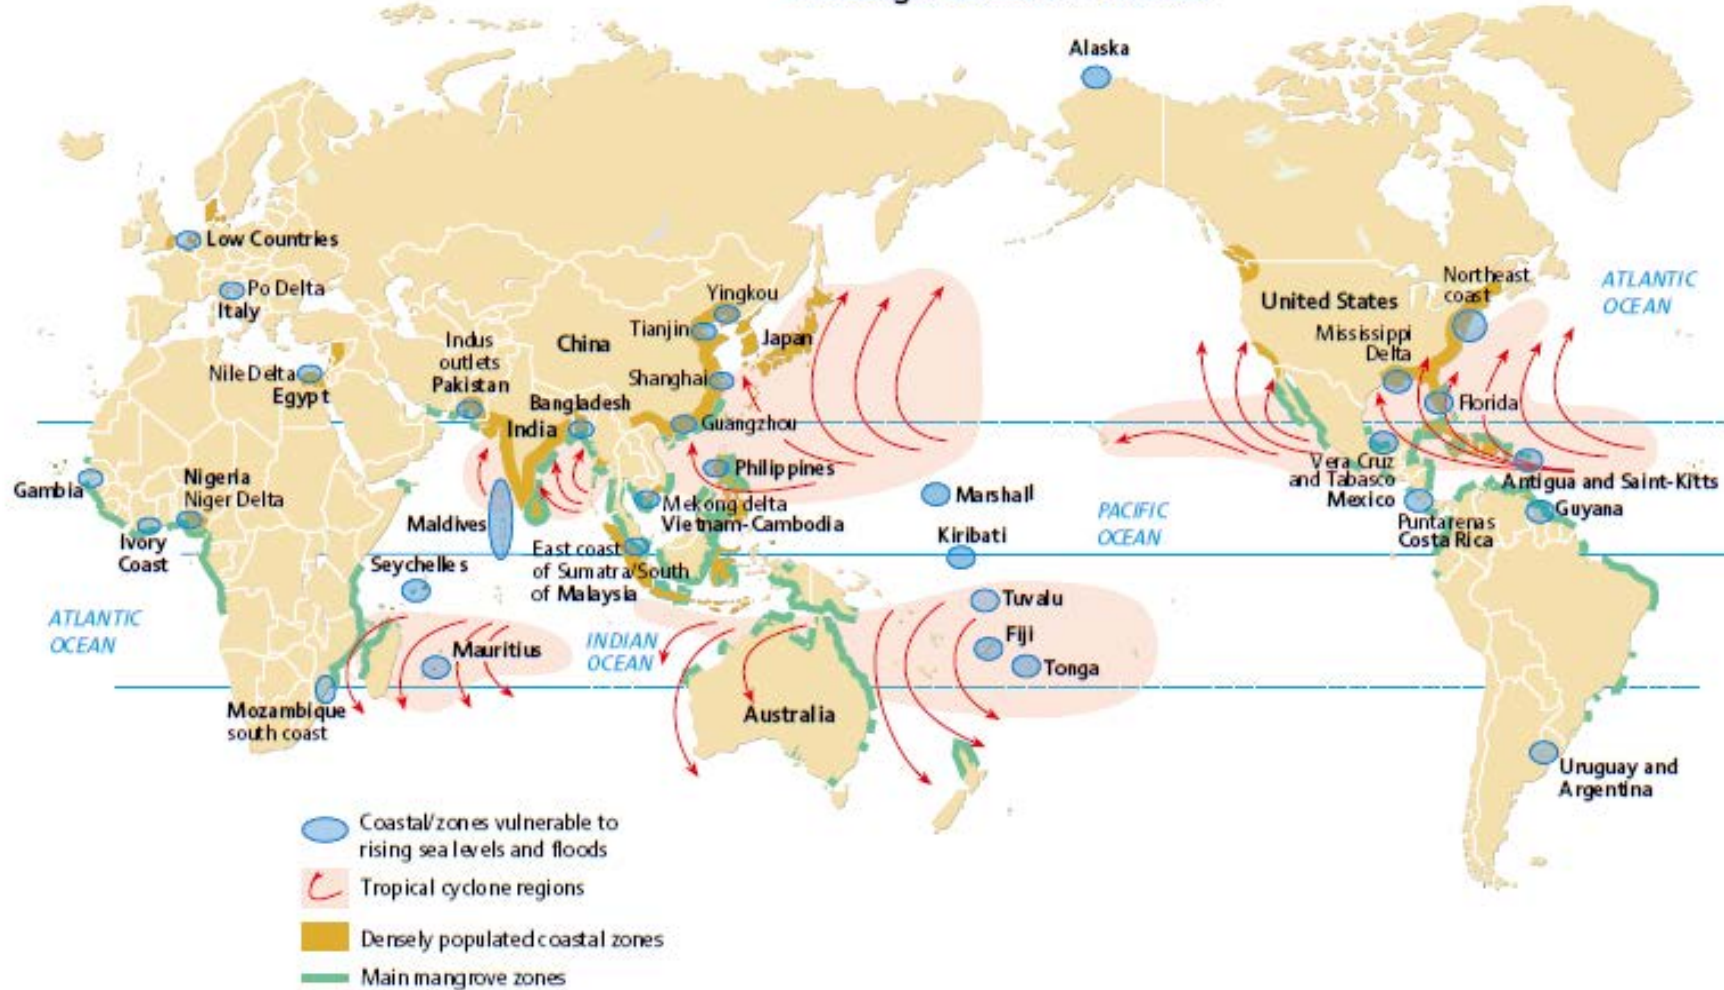 Alaska
Low Countries
Po Delta
Italy
Nile Delta
Egypt
Indus
outlets
Pakistan
Bangladesh
India
China
Yingkou
Tianjin
Japan
Shanghai
Guangzhou
Philippines
Mekong delta
Vietnam-Cambodia
Gambia
Nigeria
Niger Delta
Ivory
Coast
Maldives
Seychelles
East coast
of Sumatra/South
of Malaysia
Marshall
Kiribati
Tuvalu
Fiji
Tonga
Mauritius
Mozambique
south coast
ATLANTIC
OCEAN
INDIAN
OCEAN
PACIFIC
OCEAN
Australia
United States
Northeast
coast
Mississippi
Delta
Florida
ATLANTIC
OCEAN
Vera Cruz
and Tabasco
Mexico
Antigua and Saint-Kitts
Guyana
Puntarenas
Costa Rica
Uruguay and
Argentina
Coastal/zones vulnerable to
rising sea levels and floods
Tropical cyclone regions
Densely populated coastal zones
Main mangrove zones